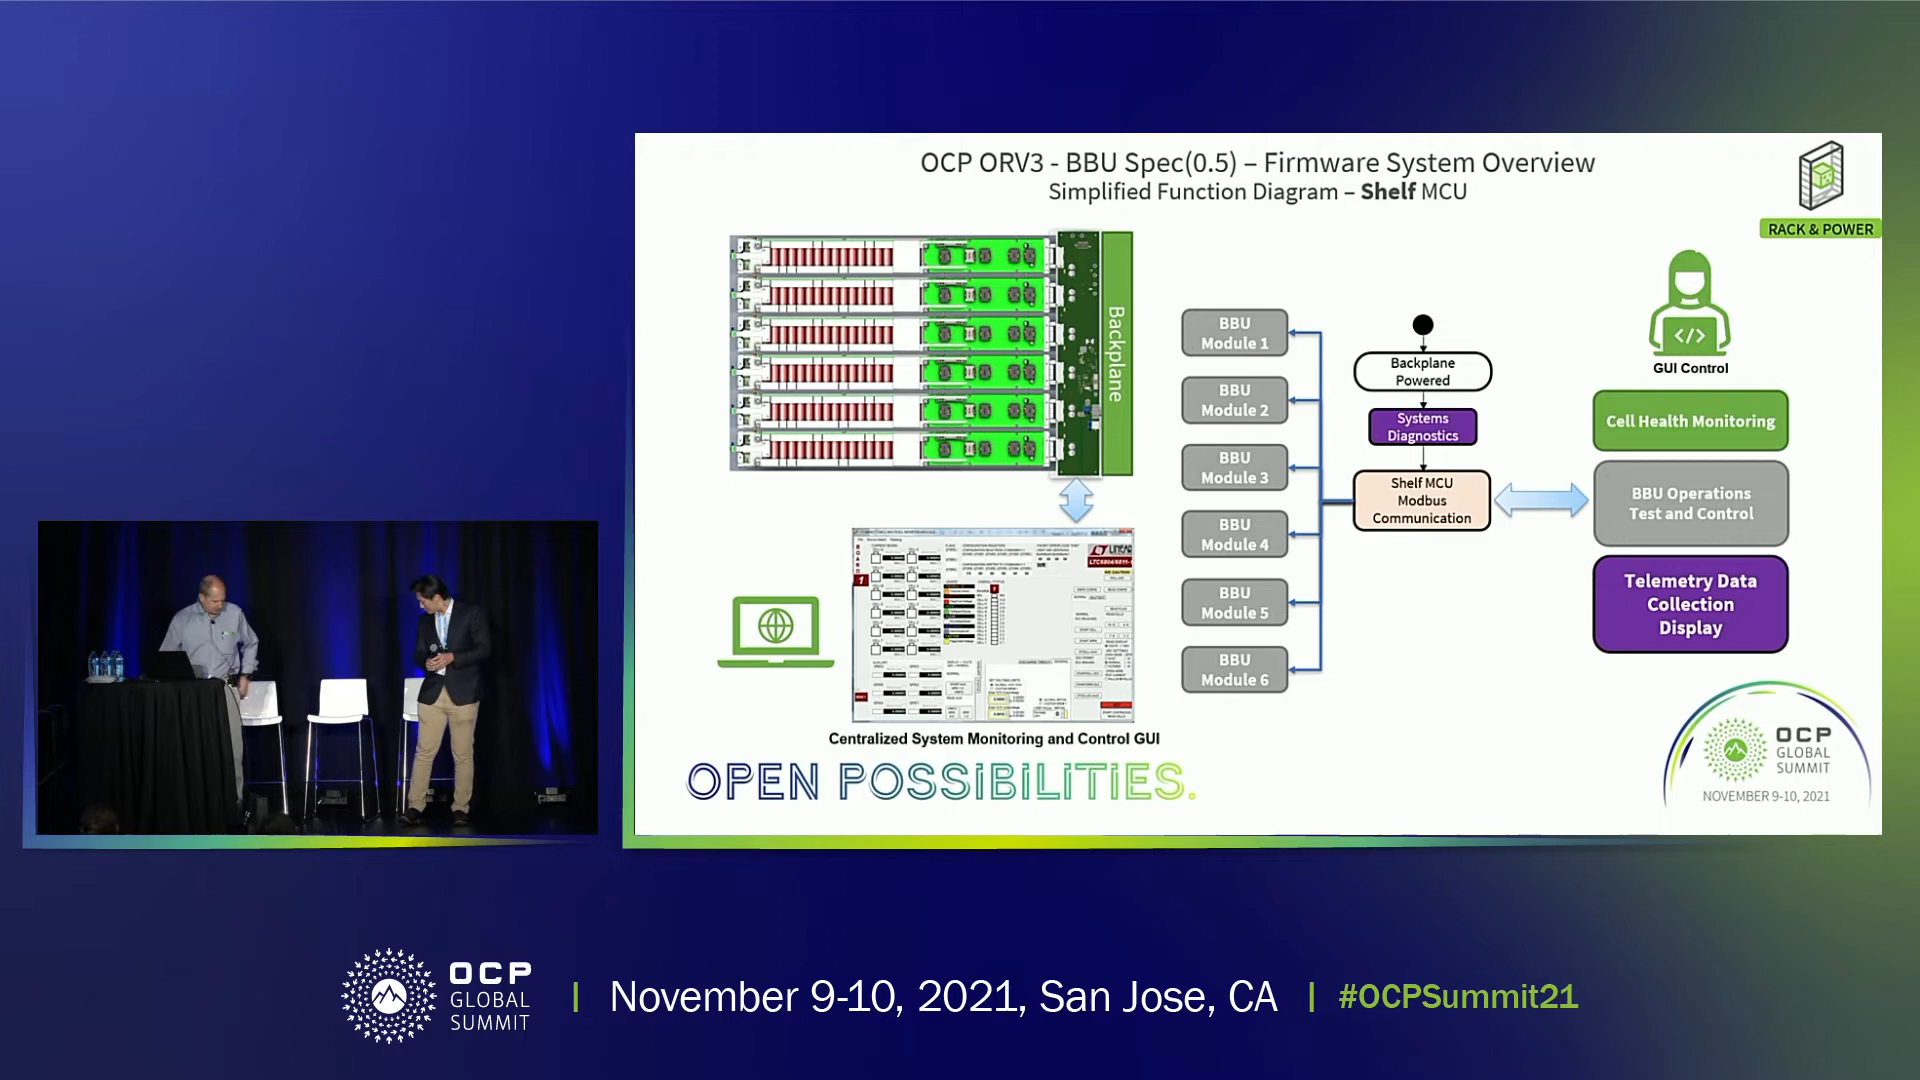 OCP ORV3 - BBU Spec(0.5) – Firmware System Overview
Simplified Function Diagram – Shelf MCU
RACK & POWER
Backplane
BBU
Module 1
BBU
Module 2
BBU
Module 3
BBU
Module 4
BBU
Module 5
BBU
Module 6
Backplane
Powered
Systems
Diagnostics
Shelf MCU
Modbus
Communication
</>
GUI Control
Cell Health Monitoring
BBU Operations
Test and Control
Telemetry Data
Collection
Display
LINEAR
1
Centralized System Monitoring and Control GUI
OPEN POSSIBILITIES.
OCP
GLOBAL
SUMMIT
NOVEMBER 9-10, 2021
OCP
GLOBAL
SUMMIT
November 9-10, 2021, San Jose, CA
#OCPSummit21